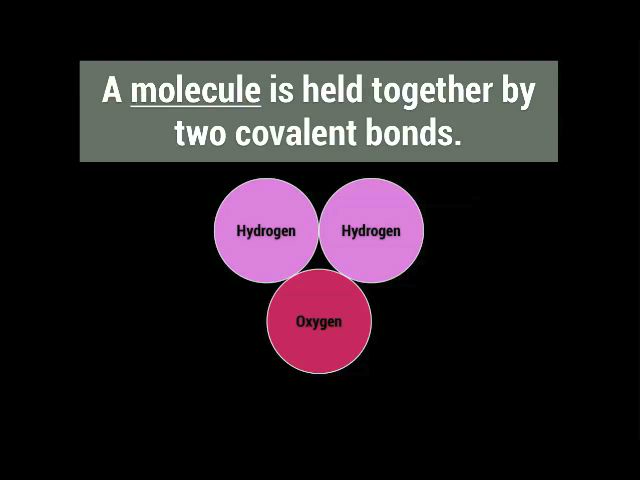 A molecule is held together by
two covalent bonds.
Hydrogen
Hydrogen
Oxygen